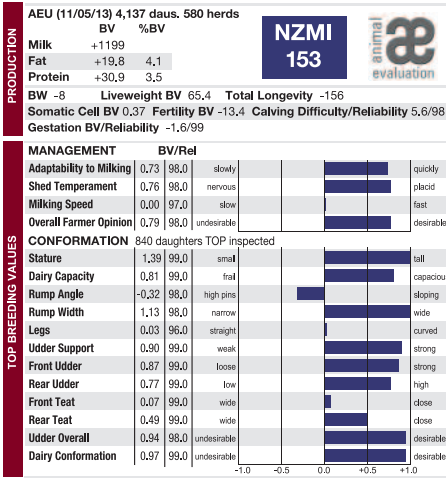 PRODUCTION
AEU (11/05/13) 4,137 daus. 580 herds
BV %BV
Milk +1199
Fat +19.8 4.1
Protein +30.9 3.5
NZMI
153
animal
æ
evaluation
BW -8 Liveweight BV 65.4 Total Longevity -156
Somatic Cell BV 0.37 Fertility BV -13.4 Calving Difficulty/Reliability 5.6/98
Gestation BV/Reliability -1.6/99
TOP BREEDING VALUES
MANAGEMENT BV/Rel
Adaptability to Milking 0.73 98.0 slowly quickly
Shed Temperament 0.76 98.0 nervous placid
Milking Speed 0.00 97.0 slow fast
Overall Farmer Opinion 0.79 98.0 undesirable desirable
CONFORMATION 840 daughters TOP inspected
Stature 1.39 99.0 small tall
Dairy Capacity 0.81 99.0 frail capaciou
Rump Angle -0.32 98.0 high pins sloping
Rump Width 1.13 98.0 narrow wide
Legs 0.03 96.0 straight curved
Udder Support 0.90 99.0 weak strong
Front Udder 0.87 99.0 loose strong
Rear Udder 0.77 99.0 low high
Front Teat 0.07 99.0 wide close
Rear Teat 0.49 99.0 wide close
Udder Overall 0.94 98.0 undesirable desirable
Dairy Conformation 0.97 99.0 undesirable desirable
-1.0 -0.5 0.0 +0.1 +1.0